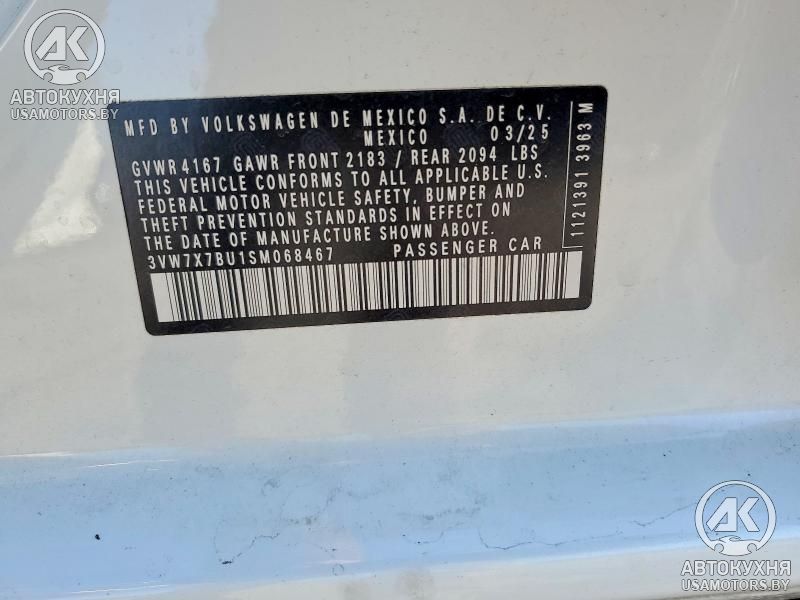 AK
АВТОКУХНЯ
USAMOTORS.BY
MFD BY VOLKSWAGEN DE MEXICO S.A. DE C.V.
MEXICO 03/25
GVWR 4167 GAWR FRONT 2183 / REAR 2094 LBS
THIS VEHICLE CONFORMS TO ALL APPLICABLE U.S.
FEDERAL MOTOR VEHICLE SAFETY, BUMPER AND
THEFT PREVENTION STANDARDS IN EFFECT ON
THE DATE OF MANUFACTURE SHOWN ABOVE.
3VW7X7BU1SM068467 PASSENGER CAR
1121391 3963 M
AK
АВТОКУХНЯ
USAMOTORS.BY